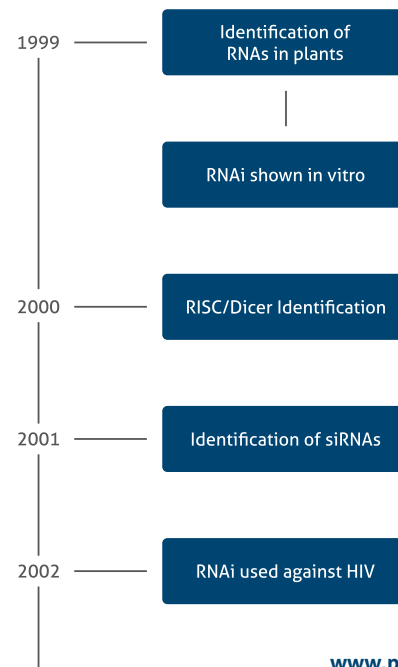 1999
Identification of
RNAs in plants
RNAi shown in vitro
2000
RISC/Dicer Identification
2001
Identification of siRNAs
2002
RNAi used against HIV
www.p